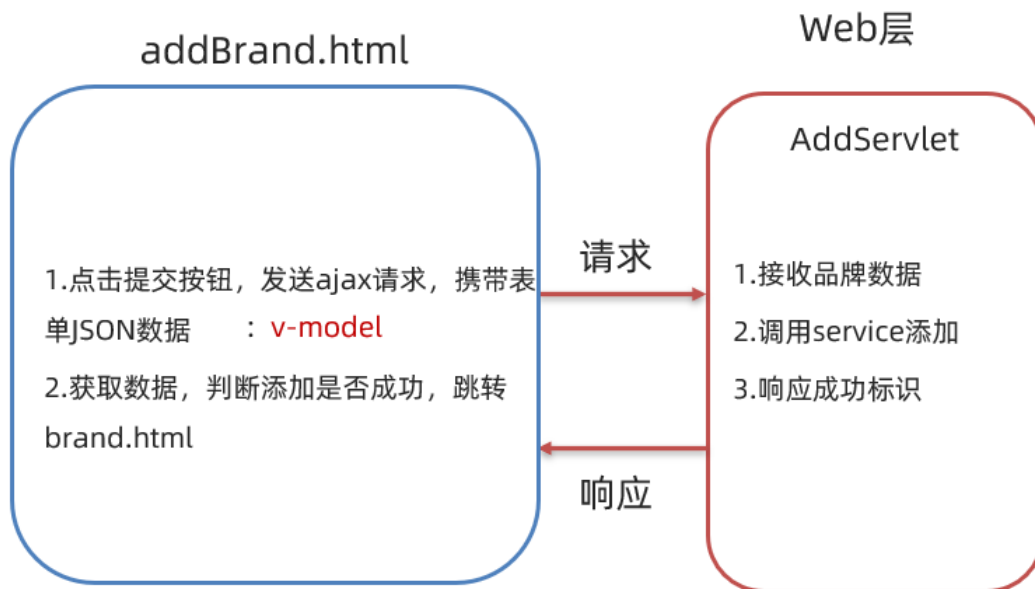 addBrand.html
1.点击提交按钮，发送ajax请求，携带表
单JSON数据 ：v-model
2.获取数据，判断添加是否成功，跳转
brand.html
请求
响应
Web层
AddServlet
1.接收品牌数据
2.调用service添加
3.响应成功标识